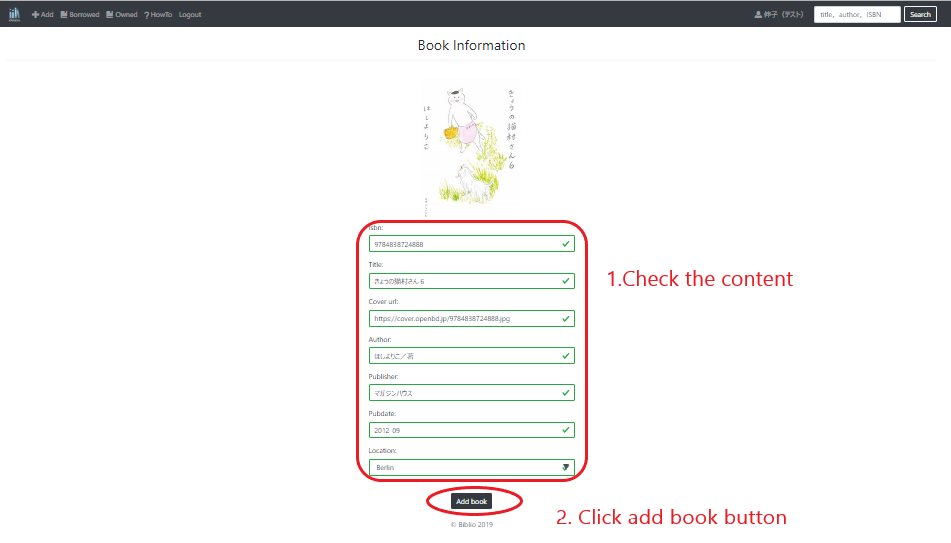 Biblio
Add Borrowed Owned HowTo Logout
伸子（テスト） title, author, ISBN Search
Book Information
きょうの猫村さん6
ほしよりこ
Isbn:
9784838724888
Title:
きょうの猫村さん 6
1.Check the content
Cover url:
https://cover.openbd.jp/9784838724888.jpg
Author:
ほしよりこ／著
Publisher:
マガジンハウス
Pubdate:
2012-09
Location:
Berlin
Add book
2. Click add book button
© Biblio 2019